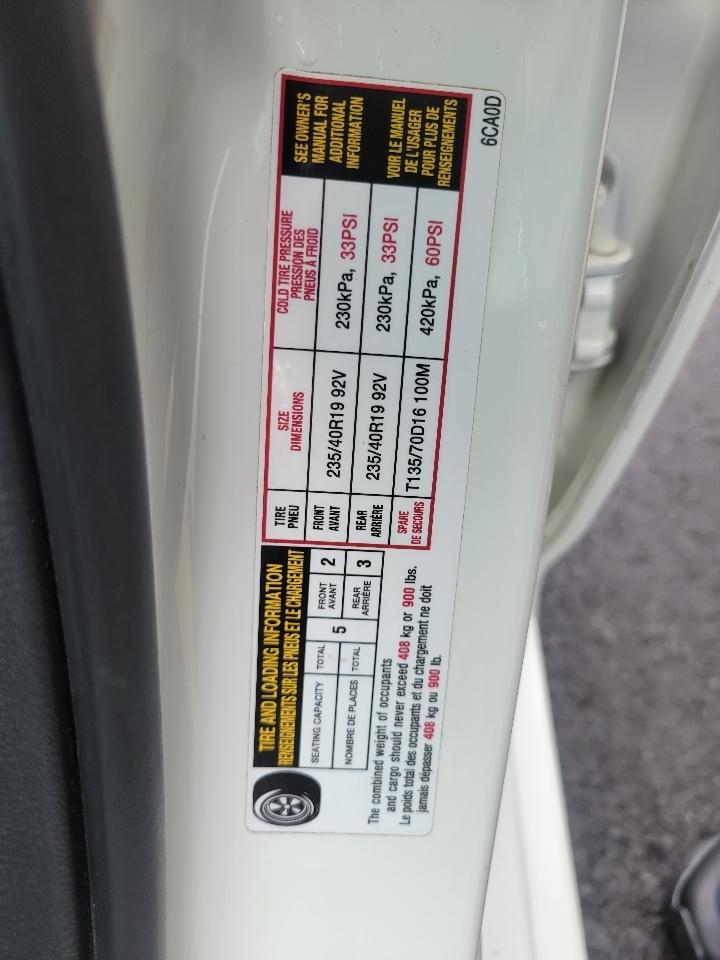 TIRE AND LOADING INFORMATION
RENSEIGNEMENTS SUR LES PNEUS ET LE CHARGEMENT
SEATING CAPACITY TOTAL 5 FRONT AVANT 2
NOMBRE DE PLACES TOTAL REAR ARRIÈRE 3
The combined weight of occupants
and cargo should never exceed 408 kg or 900 lbs.
Le poids total des occupants et du chargement ne doit
jamais dépasser 408 kg ou 900 lb.
TIRE PNEU
SIZE DIMENSIONS
COLD TIRE PRESSURE
PRESSION DES
PNEUS À FROID
FRONT AVANT 235/40R19 92V 230kPa, 33PSI
REAR ARRIÈRE 235/40R19 92V 230kPa, 33PSI
SPARE DE SECOURS T135/70D16 100M 420kPa, 60PSI
SEE OWNER'S
MANUAL FOR
ADDITIONAL
INFORMATION
VOIR LE MANUEL
DE L'USAGER
POUR PLUS DE
RENSEIGNEMENTS
6CA0D